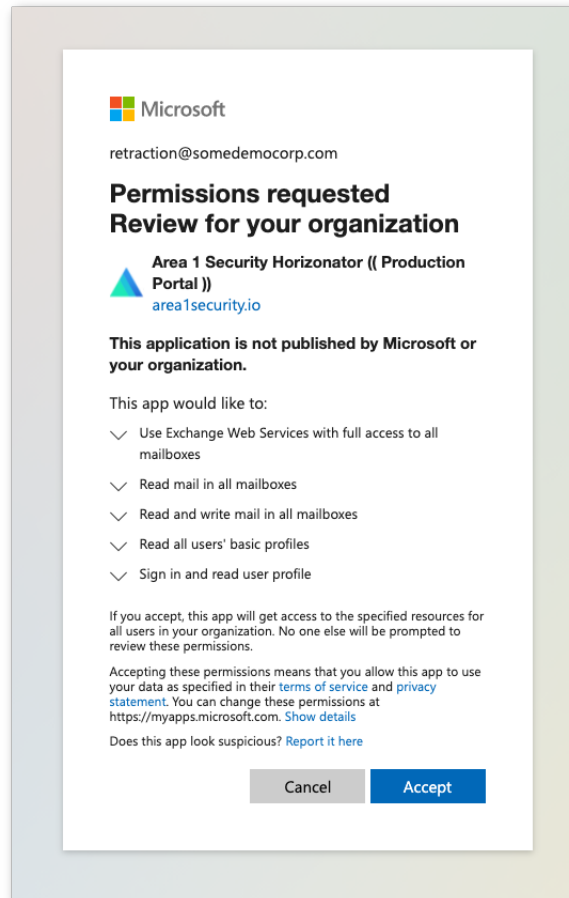 Microsoft
retraction@somedemocorp.com
Permissions requested
Review for your organization
Area 1 Security Horizonator (( Production
Portal ))
area1security.io
This application is not published by Microsoft or
your organization.
This app would like to:
Use Exchange Web Services with full access to all
mailboxes
Read mail in all mailboxes
Read and write mail in all mailboxes
Read all users' basic profiles
Sign in and read user profile
If you accept, this app will get access to the specified resources for
all users in your organization. No one else will be prompted to
review these permissions.
Accepting these permissions means that you allow this app to use
your data as specified in their terms of service and privacy
statement. You can change these permissions at
https://myapps.microsoft.com. Show details
Does this app look suspicious? Report it here
Cancel Accept